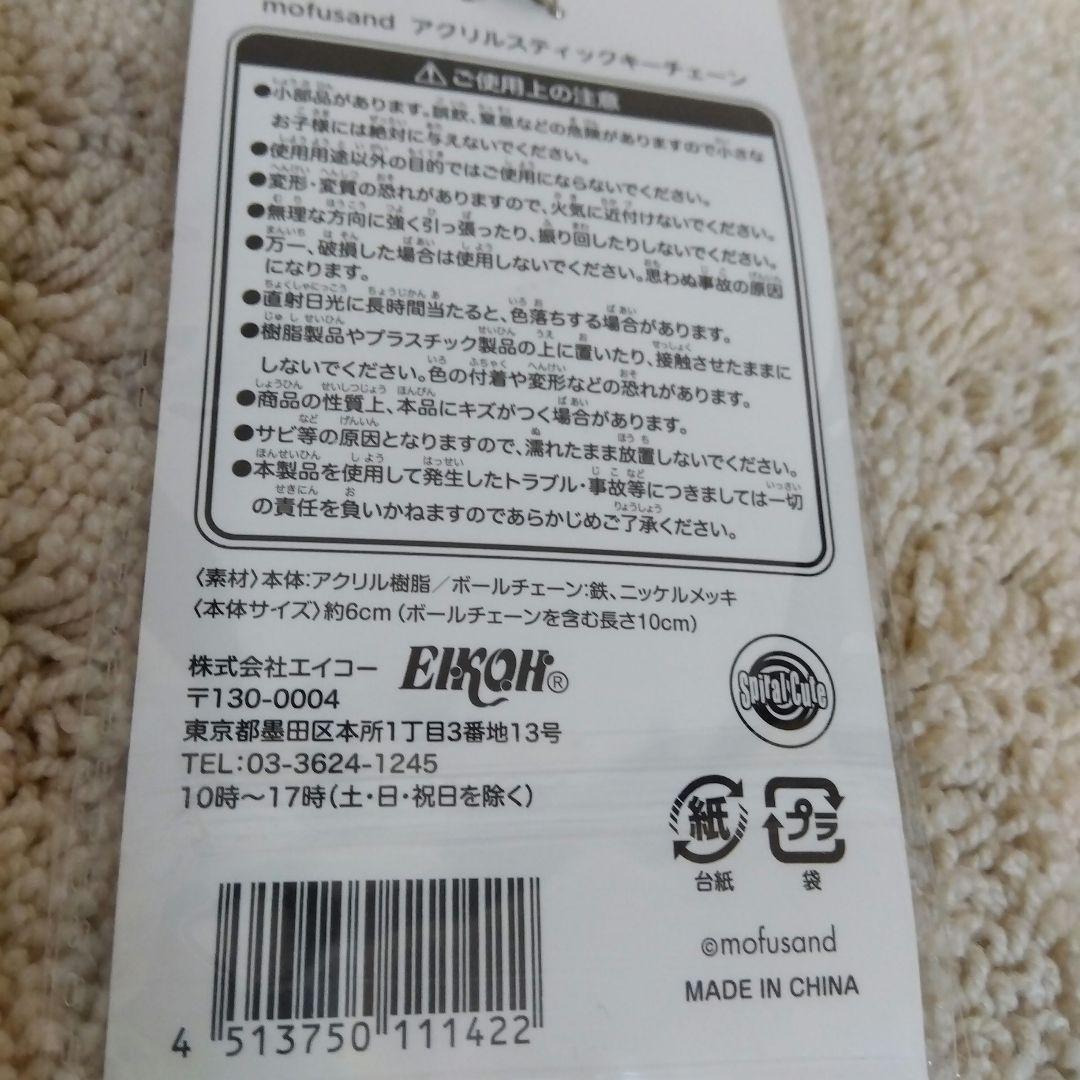 mofusand アクリルスティックキーチェーン
⚠ご使用上の注意
●小部品があります。誤飲、窒息などの危険がありますので小さな
お子様には絶対に与えないでください。
●使用用途以外の目的ではご使用にならないでください。
●変形・変質の恐れがありますので、火気に近付けないでください。
●無理な方向に強く引っ張ったり、振り回したりしないでください。
●万一、破損した場合は使用しないでください。思わぬ事故の原因
になります。
●直射日光に長時間当たると、色落ちする場合があります。
●樹脂製品やプラスチック製品の上に置いたり、接触させたままに
しないでください。色の付着や変形などの恐れがあります。
●商品の性質上、本品にキズがつく場合があります。
●サビ等の原因となりますので、濡れたまま放置しないでください。
●本製品を使用して発生したトラブル・事故等につきましては一切
の責任を負いかねますのであらかじめご了承ください。
〈素材〉本体:アクリル樹脂/ボールチェーン:鉄、ニッケルメッキ
〈本体サイズ〉約6cm(ボールチェーンを含む長さ10cm)
株式会社エイコー EIKOH®
〒130-0004
東京都墨田区本所1丁目3番地13号
TEL:03-3624-1245
10時〜17時(土・日・祝日を除く)
Spiral Cute
紙 プラ
台紙 袋
©mofusand
MADE IN CHINA
4 513750 111422